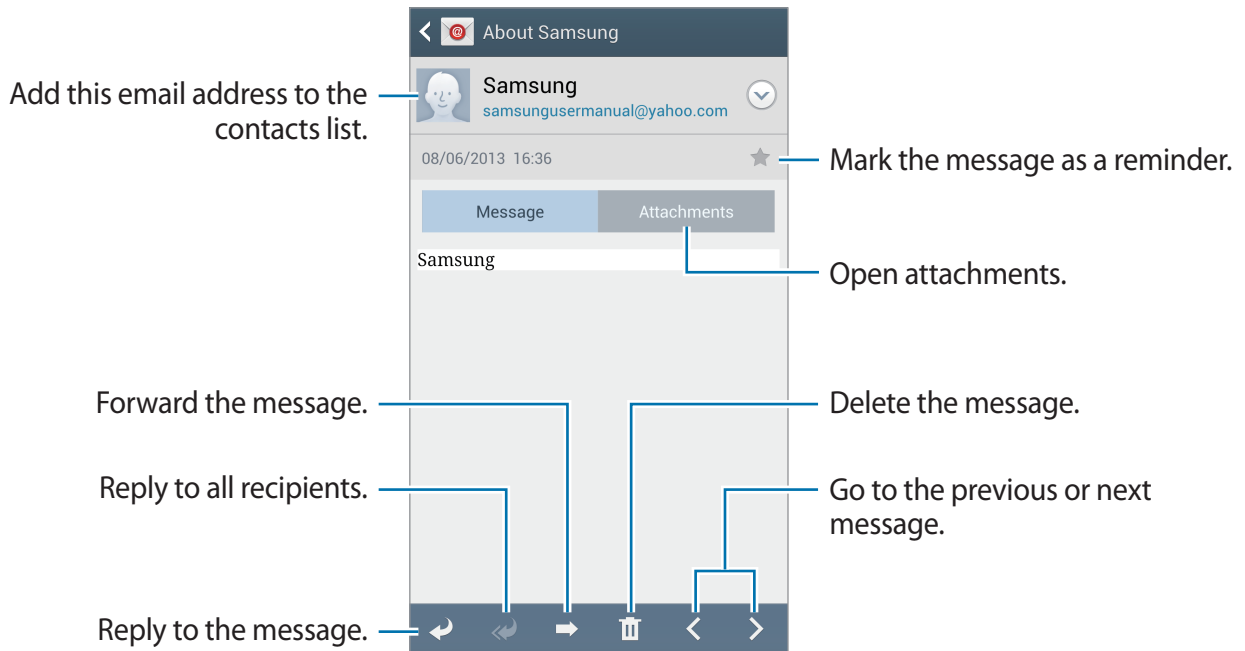 About Samsung
Add this email address to the
contacts list.
Samsung
samsungusermanual@yahoo.com
08/06/2013 16:36
Mark the message as a reminder.
Message
Attachments
Samsung
Open attachments.
Forward the message.
Delete the message.
Reply to all recipients.
Go to the previous or next
message.
Reply to the message.